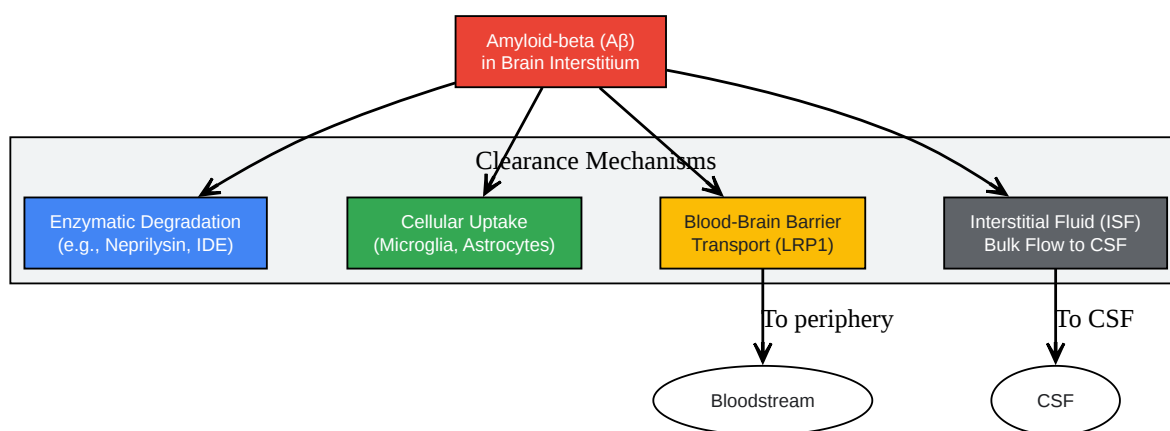 Amyloid-beta (Aβ)
in Brain Interstitium
Clearance Mechanisms
Enzymatic Degradation
(e.g., Neprilysin, IDE)
Cellular Uptake
(Microglia, Astrocytes)
Blood-Brain Barrier
Transport (LRP1)
Interstitial Fluid (ISF)
Bulk Flow to CSF
To periphery
To CSF
Bloodstream
CSF